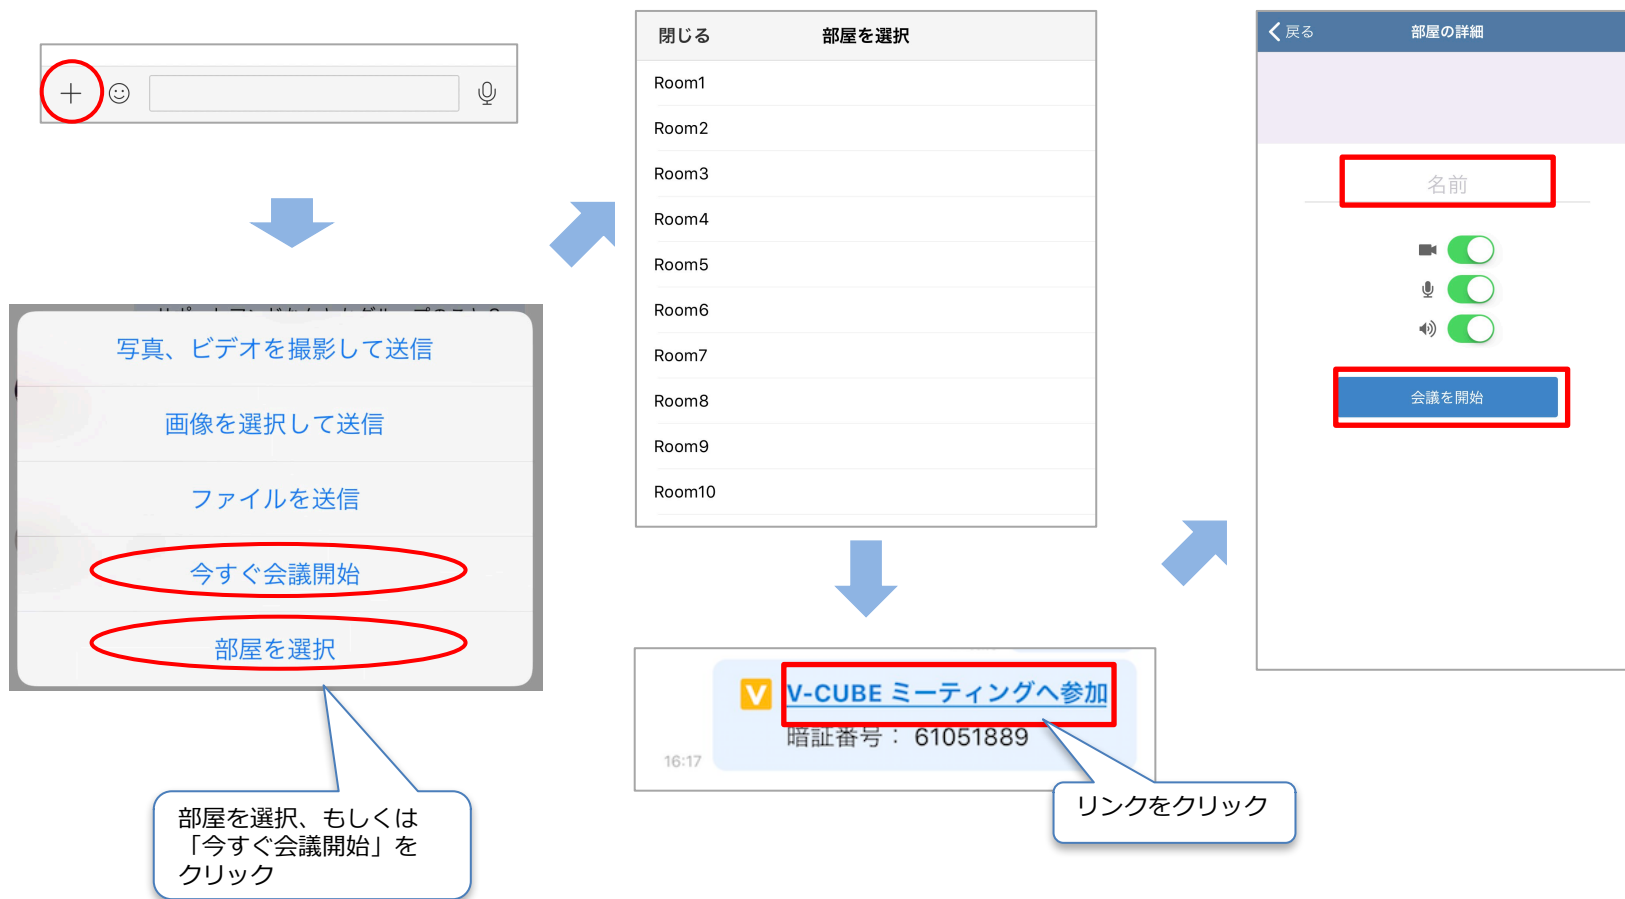 写真、ビデオを撮影して送信
画像を選択して送信
ファイルを送信
今すぐ会議開始
部屋を選択
部屋を選択、もしくは
「今すぐ会議開始」を
クリック
閉じる 部屋を選択
Room1
Room2
Room3
Room4
Room5
Room6
Room7
Room8
Room9
Room10
V V-CUBE ミーティングへ参加
暗証番号： 61051889
16:17
リンクをクリック
戻る 部屋の詳細
名前
会議を開始